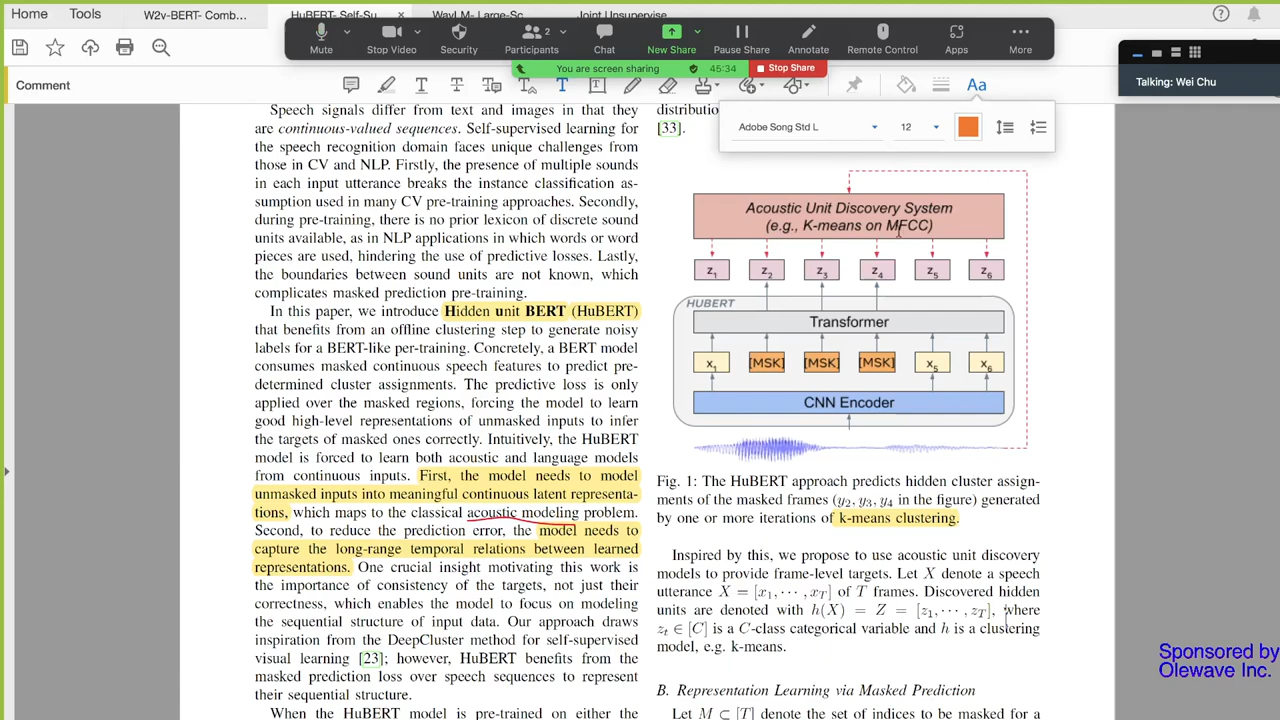 Home
Tools
W2v-BERT- Comb...
HuBERT- Self-Su...
WavLM- Large-Sc...
Joint Unsupervise...
Mute
Stop Video
Security
Participants
2
Chat
New Share
Pause Share
Annotate
Remote Control
Apps
More
You are screen sharing
45:34
Stop Share
Talking: Wei Chu
Comment
Aa
Adobe Song Std L
12
Speech signals differ from text and images in that they
are continuous-valued sequences. Self-supervised learning for
the speech recognition domain faces unique challenges from
those in CV and NLP. Firstly, the presence of multiple sounds
in each input utterance breaks the instance classification as-
sumption used in many CV pre-training approaches. Secondly,
during pre-training, there is no prior lexicon of discrete sound
units available, as in NLP applications in which words or word
pieces are used, hindering the use of predictive losses. Lastly,
the boundaries between sound units are not known, which
complicates masked prediction pre-training.
In this paper, we introduce Hidden unit BERT (HuBERT)
that benefits from an offline clustering step to generate noisy
labels for a BERT-like per-training. Concretely, a BERT model
consumes masked continuous speech features to predict pre-
determined cluster assignments. The predictive loss is only
applied over the masked regions, forcing the model to learn
good high-level representations of unmasked inputs to infer
the targets of masked ones correctly. Intuitively, the HuBERT
model is forced to learn both acoustic and language models
from continuous inputs. First, the model needs to model
unmasked inputs into meaningful continuous latent representa-
tions, which maps to the classical acoustic modeling problem.
Second, to reduce the prediction error, the model needs to
capture the long-range temporal relations between learned
representations. One crucial insight motivating this work is
the importance of consistency of the targets, not just their
correctness, which enables the model to focus on modeling
the sequential structure of input data. Our approach draws
inspiration from the DeepCluster method for self-supervised
visual learning [23]; however, HuBERT benefits from the
masked prediction loss over speech sequences to represent
their sequential structure.
When the HuBERT model is pre-trained on either the
distribution
[33].
Acoustic Unit Discovery System
(e.g., K-means on MFCC)
z1 z2 z3 z4 z5 z6
HUBERT
Transformer
x1 [MSK] [MSK] [MSK] x5 x6
CNN Encoder
Fig. 1: The HuBERT approach predicts hidden cluster assign-
ments of the masked frames (y2, y3, y4 in the figure) generated
by one or more iterations of k-means clustering.
Inspired by this, we propose to use acoustic unit discovery
models to provide frame-level targets. Let X denote a speech
utterance X = [x1, ⋯ , xT] of T frames. Discovered hidden
units are denoted with h(X) = Z = [z1, ⋯ , zT], where
zt ∈ [C] is a C-class categorical variable and h is a clustering
model, e.g. k-means.
B. Representation Learning via Masked Prediction
Let M ⊂ [T] denote the set of indices to be masked for a
Sponsored by
Olewave Inc.